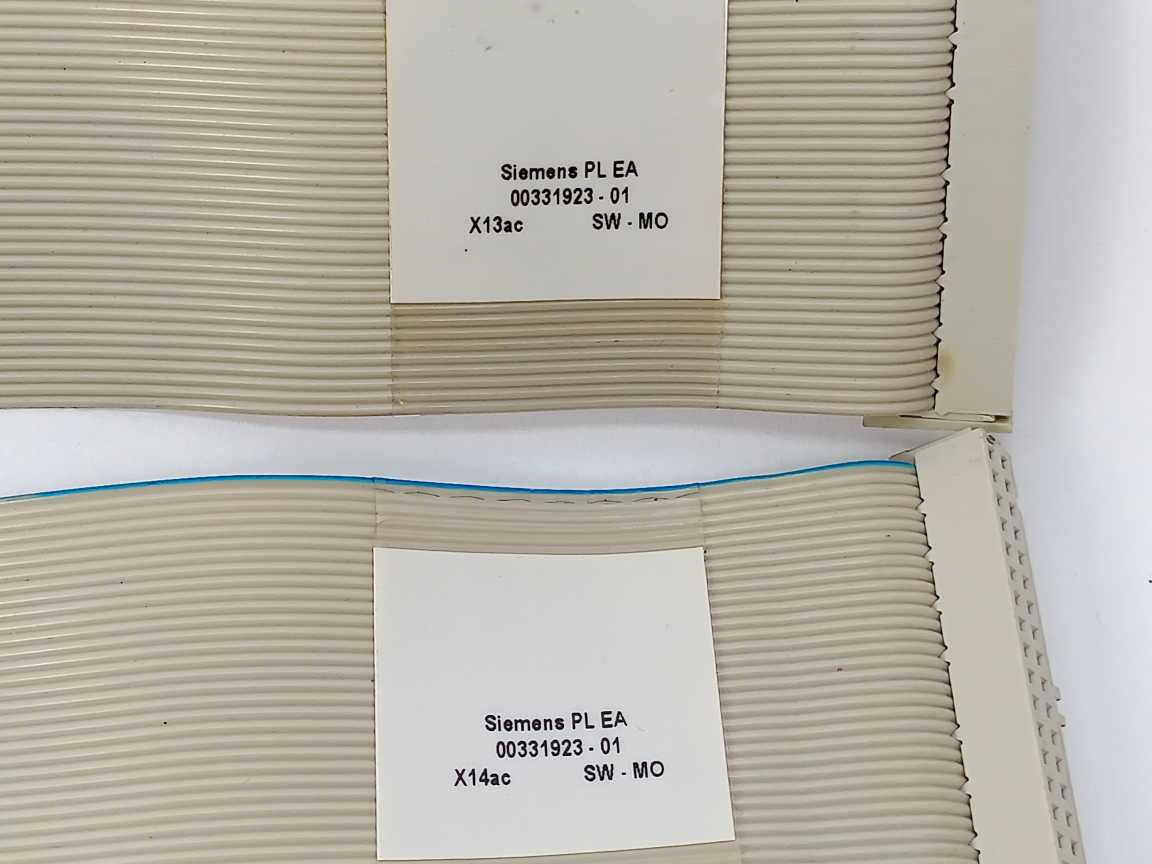 Siemens PL EA
00331923 - 01
X13ac SW - MO
Siemens PL EA
00331923 - 01
X14ac SW - MO